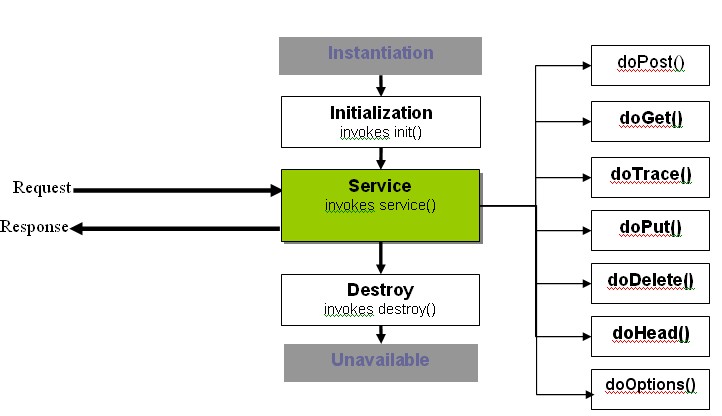 Instantiation
Initialization
invokes init()
Request
Service
invokes service()
Response
Destroy
invokes destroy()
Unavailable
doPost()
doGet()
doTrace()
doPut()
doDelete()
doHead()
doOptions()